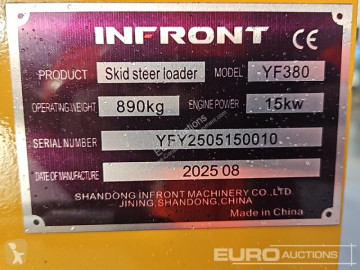 INFRONT CE
PRODUCT Skid steer loader MODEL YF380
OPERATING WEIGHT 890kg ENGINE POWER 15kw
SERIAL NUMBER YFY2505150010
DATE OF MANUFACTURE 2025 08
SHANDONG INFRONT MACHINERY CO.,LTD.
JINING, SHANDONG, CHINA
Made in China
EURO AUCTIONS